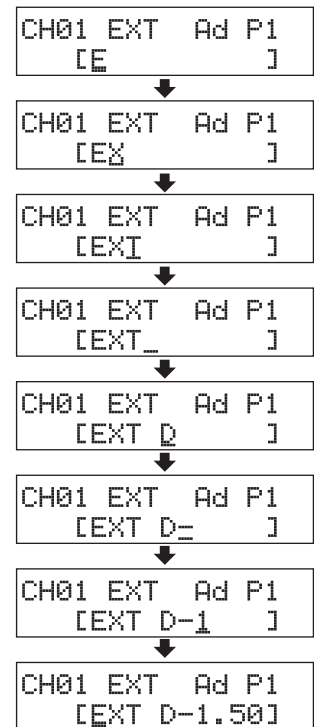 CH01 EXT Ad P1
[E ]
CH01 EXT Ad P1
[EX ]
CH01 EXT Ad P1
[EXT ]
CH01 EXT Ad P1
[EXT_ ]
CH01 EXT Ad P1
[EXT D ]
CH01 EXT Ad P1
[EXT D- ]
CH01 EXT Ad P1
[EXT D-1 ]
CH01 EXT Ad P1
[EXT D-1.50]